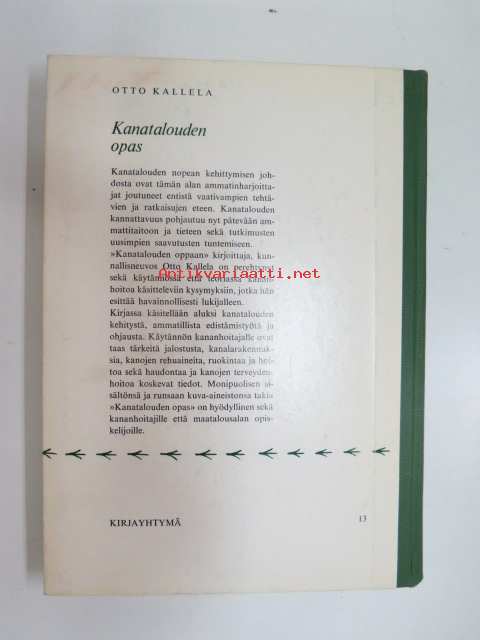 OTTO KALLELA
Kanatalouden
opas
Kanatalouden nopean kehittymisen joh-
dosta ovat tämän alan ammatinharjoitta-
jat joutuneet entistä vaativampien tehtä-
vien ja ratkaisujen eteen. Kanatalouden
kannattavuus pohjautuu nyt pätevään am-
mattitaitoon ja tieteen sekä tutkimusten
uusimpien saavutusten tuntemiseen.
»Kanatalouden oppaan» kirjoittaja, kun-
nallisneuvos Otto Kallela on perehtynyt
sekä käytännössä että teoriassa kanan-
hoitoa käsitteleviin kysymyksiin, jotka hän
esittää havainnollisesti lukijalleen.
Kirjassa käsitellään aluksi kanatalouden
kehitystä, ammatillista edistämistyötä ja
ohjausta. Käytännön kananhoitajalle ovat
taas tärkeitä jalostusta, kanalarakennuk-
sia, kanojen rehuaineita, ruokintaa ja hoi-
toa sekä haudontaa ja kanojen terveyden-
hoitoa koskevat tiedot. Monipuolisen si-
sältönsä ja runsaan kuva-aineistonsa takia
»Kanatalouden opas» on hyödyllinen sekä
kananhoitajille että maatalousalan opis-
kelijoille.
Antikvariaatti.net
KIRJAYHTYMÄ
13